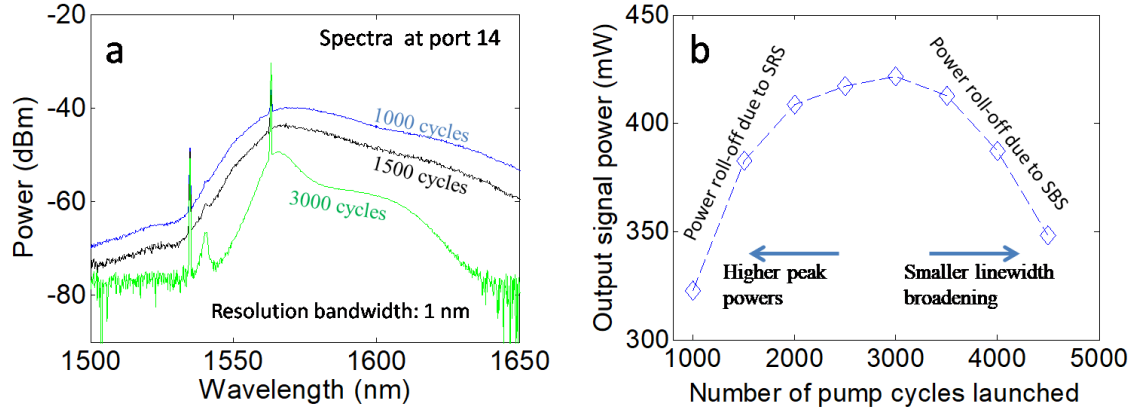 a
Spectra at port 14
1000 cycles
1500 cycles
3000 cycles
Resolution bandwidth: 1 nm
-20
-40
-60
-80
Power (dBm)
1500
1550
1600
1650
Wavelength (nm)
b
Power roll-off due to SRS
Power roll-off due to SBS
Higher peak
powers
Smaller linewidth
broadening
450
400
350
300
Output signal power (mW)
1000
2000
3000
4000
5000
Number of pump cycles launched